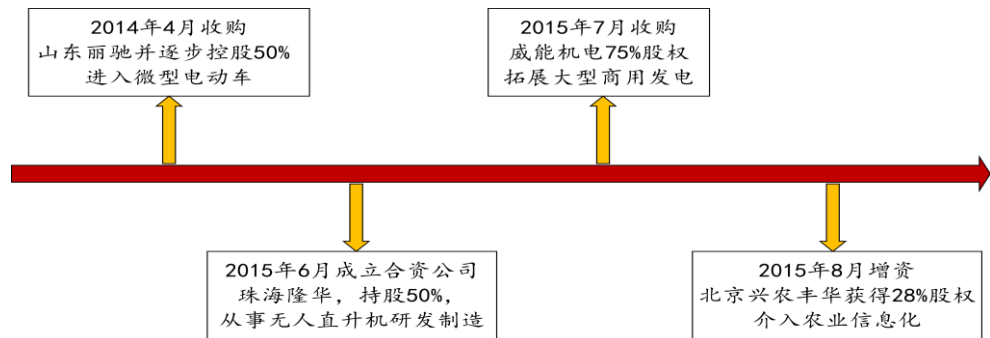 2014年4月收购
山东丽驰并逐步控股50%
进入微型电动车
2015年7月收购
威能机电75%股权
拓展大型商用发电
2015年6月成立合资公司
珠海隆华，持股50%，
从事无人直升机研发制造
2015年8月增资
北京兴农丰华获得28%股权
介入农业信息化